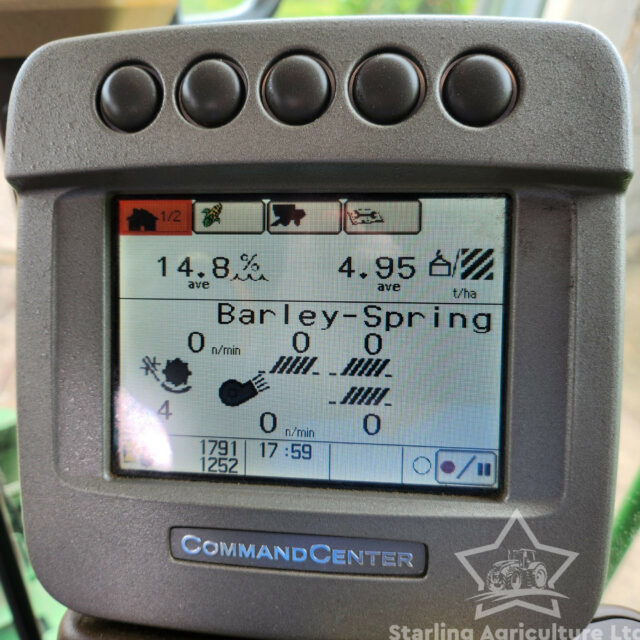 1/2
14.8 %
ave
4.95
ave
t/ha
Barley-Spring
0 n/min 0 0
N
4
0 n/min 0
1791
1252
17:59
COMMANDCENTER
Starling Agriculture Lt